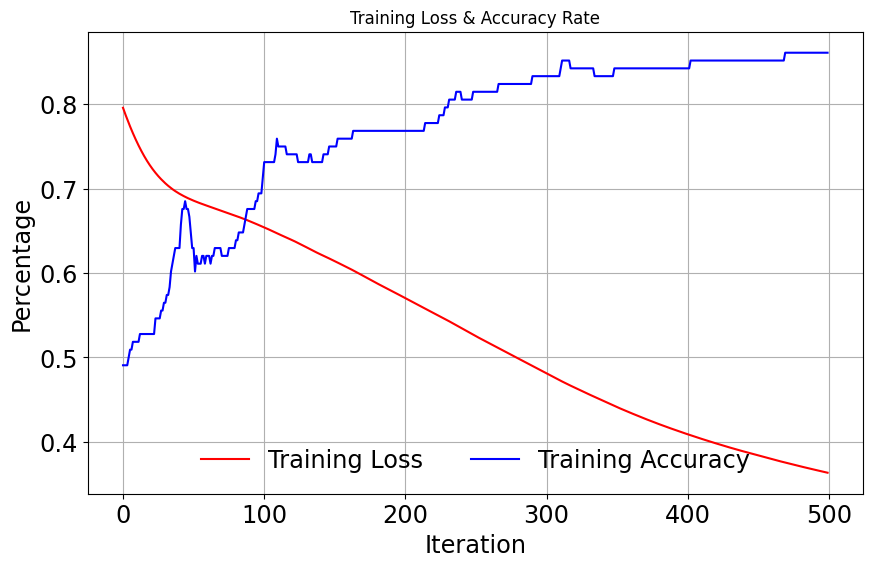 Training Loss & Accuracy Rate
Percentage
0.8
0.7
0.6
0.5
0.4
Training Loss
Training Accuracy
0 100 200 300 400 500
Iteration